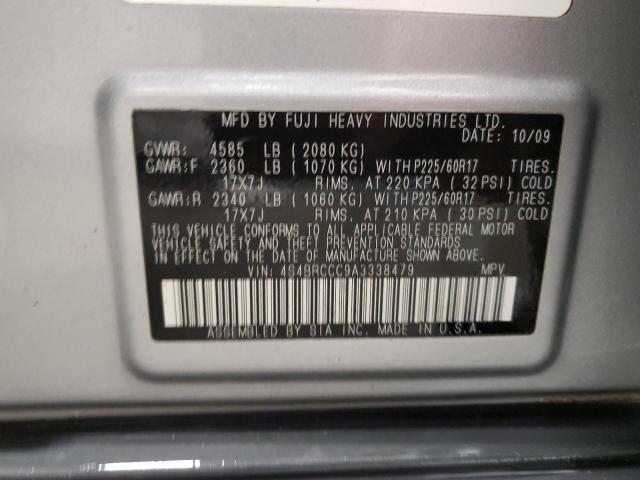 MFD BY FUJI HEAVY INDUSTRIES LTD.
DATE: 10/09
GVWR: 4585 LB ( 2080 KG)
GAWR:F 2360 LB ( 1070 KG) WITH P225/60R17 TIRES.
17X7J RIMS, AT 220 KPA ( 32 PSI) COLD
GAWR:R 2340 LB ( 1060 KG) WITH P225/60R17 TIRES.
17X7J RIMS, AT 210 KPA ( 30 PSI) COLD
THIS VEHICLE CONFORMS TO ALL APPLICABLE FEDERAL MOTOR
VEHICLE SAFETY AND THEFT PREVENTION STANDARDS
IN EFFECT ON THE DATE OF MANUFACTURE SHOWN ABOVE.
VIN: 4S4BRCCC9A3338479 MPV
ASSEMBLED BY SIA INC. MADE IN U.S.A.